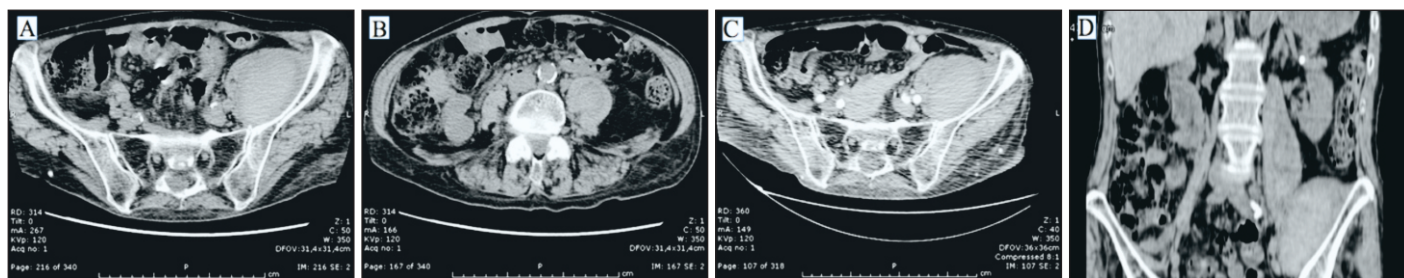 A
L
RD: 314
Tilt: 0
mA: 267
KVp: 120
Acq no: 1
Page: 216 of 340
P
cm
Z: 1
C: 50
W: 350
DFOV:31,4x31,4cm
IM: 216 SE: 2
B
R
L
RD: 314
Tilt: 0
mA: 166
KVp: 120
Acq no: 1
Page: 167 of 340
P
cm
Z: 1
C: 50
W: 350
DFOV:31,4x31,4cm
IM: 167 SE: 2
C
L
RD: 360
Tilt: 0
mA: 149
KVp: 120
Acq no: 1
Page: 107 of 318
P
cm
Z: 1
C: 40
W: 350
DFOV:36x36cm
Compressed 8:1
IM: 107 SE: 2
D
4